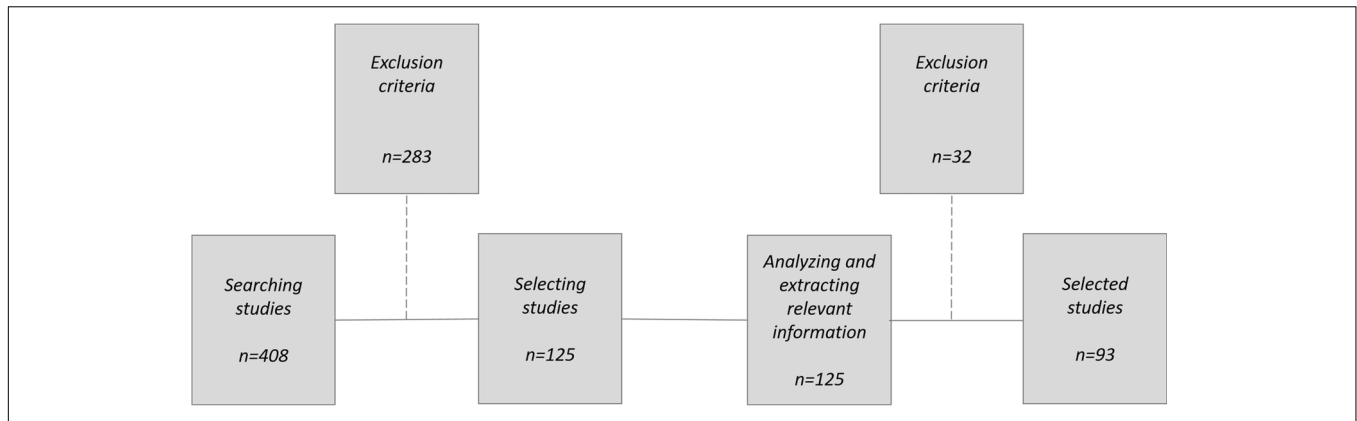 Exclusion
criteria
n=283
Exclusion
criteria
n=32
Searching
studies
n=408
Selecting
studies
n=125
Analyzing and
extracting
relevant
information
n=125
Selected
studies
n=93